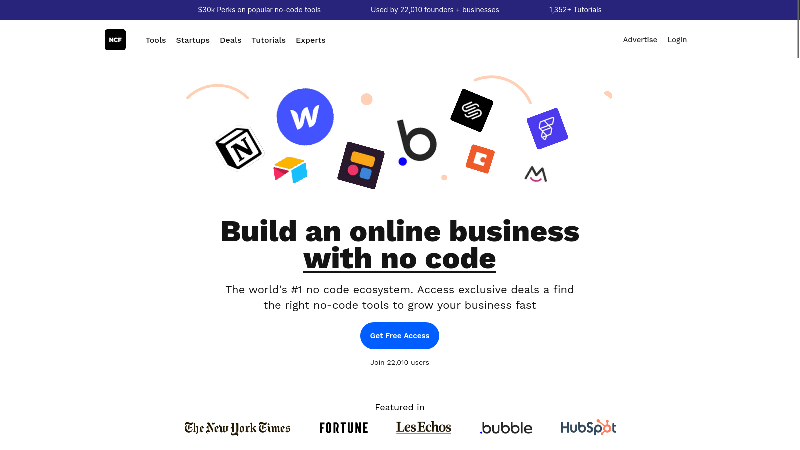 $30k Perks on popular no-code tools
Used by 22,010 founders + businesses
1,352+ Tutorials
NCF
Tools
Startups
Deals
Tutorials
Experts
Advertise
Login
Build an online business
with no code
The world's #1 no code ecosystem. Access exclusive deals a find
the right no-code tools to grow your business fast
Get Free Access
Join 22,010 users
Featured in
The New York Times
FORTUNE
LesEchos
.bubble
HubSpot